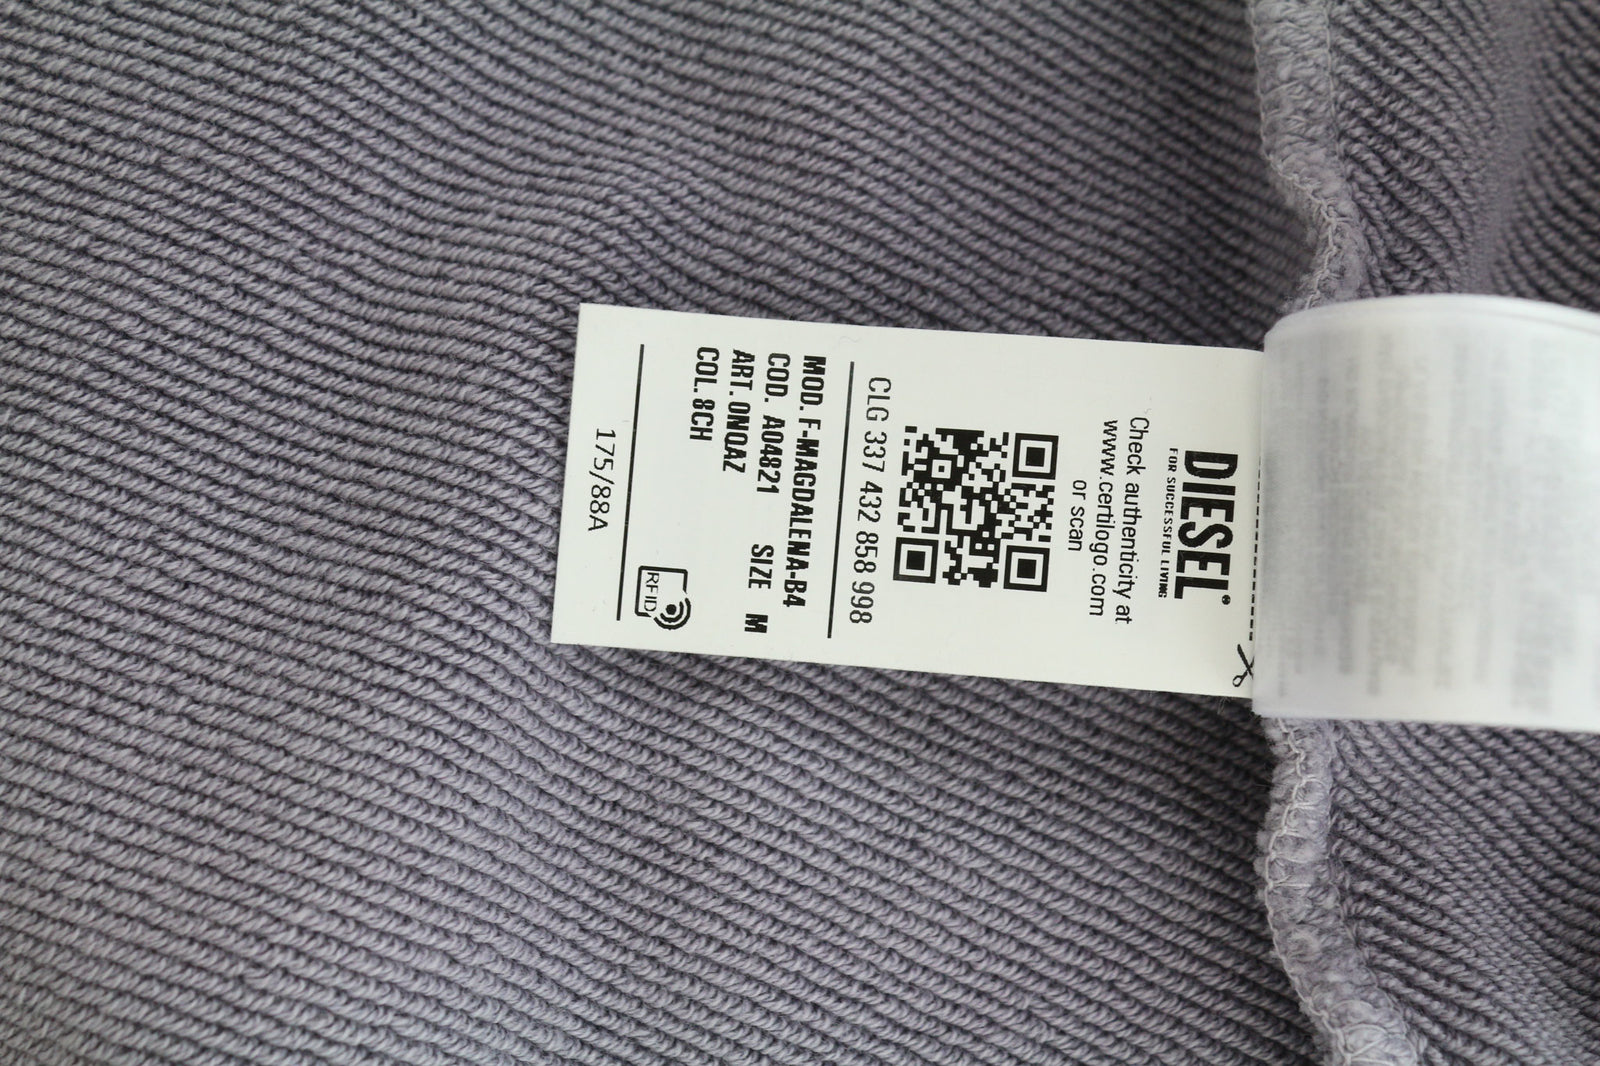 DIESEL®
FOR SUCCESSFUL LIVING
Check authenticity at
www.certilogo.com
or scan
CLG 337 432 858 998
MOD. F-MAGDALENA-B4
COD. A04821 SIZE M
ART. 0NQAZ
COL. 8CH
RFID
175/88A